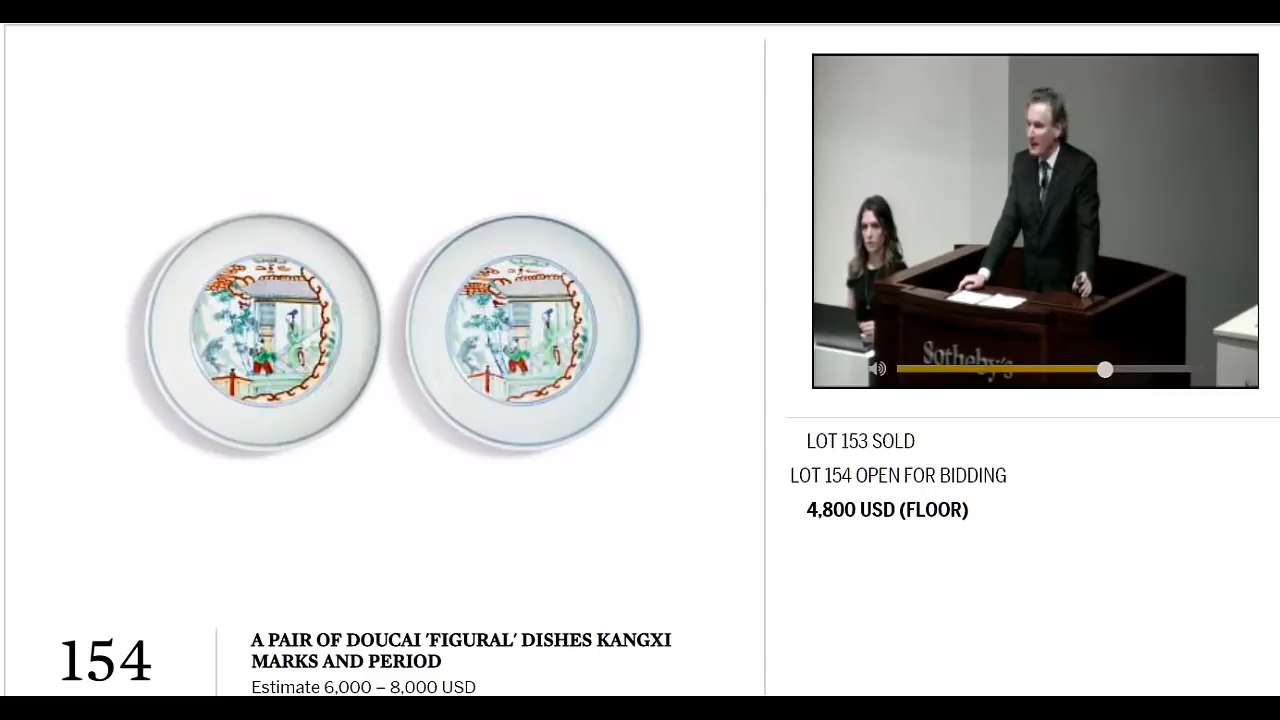 Sotheby's
LOT 153 SOLD
LOT 154 OPEN FOR BIDDING
4,800 USD (FLOOR)
154
A PAIR OF DOUCAI 'FIGURAL' DISHES KANGXI
MARKS AND PERIOD
Estimate 6,000 – 8,000 USD